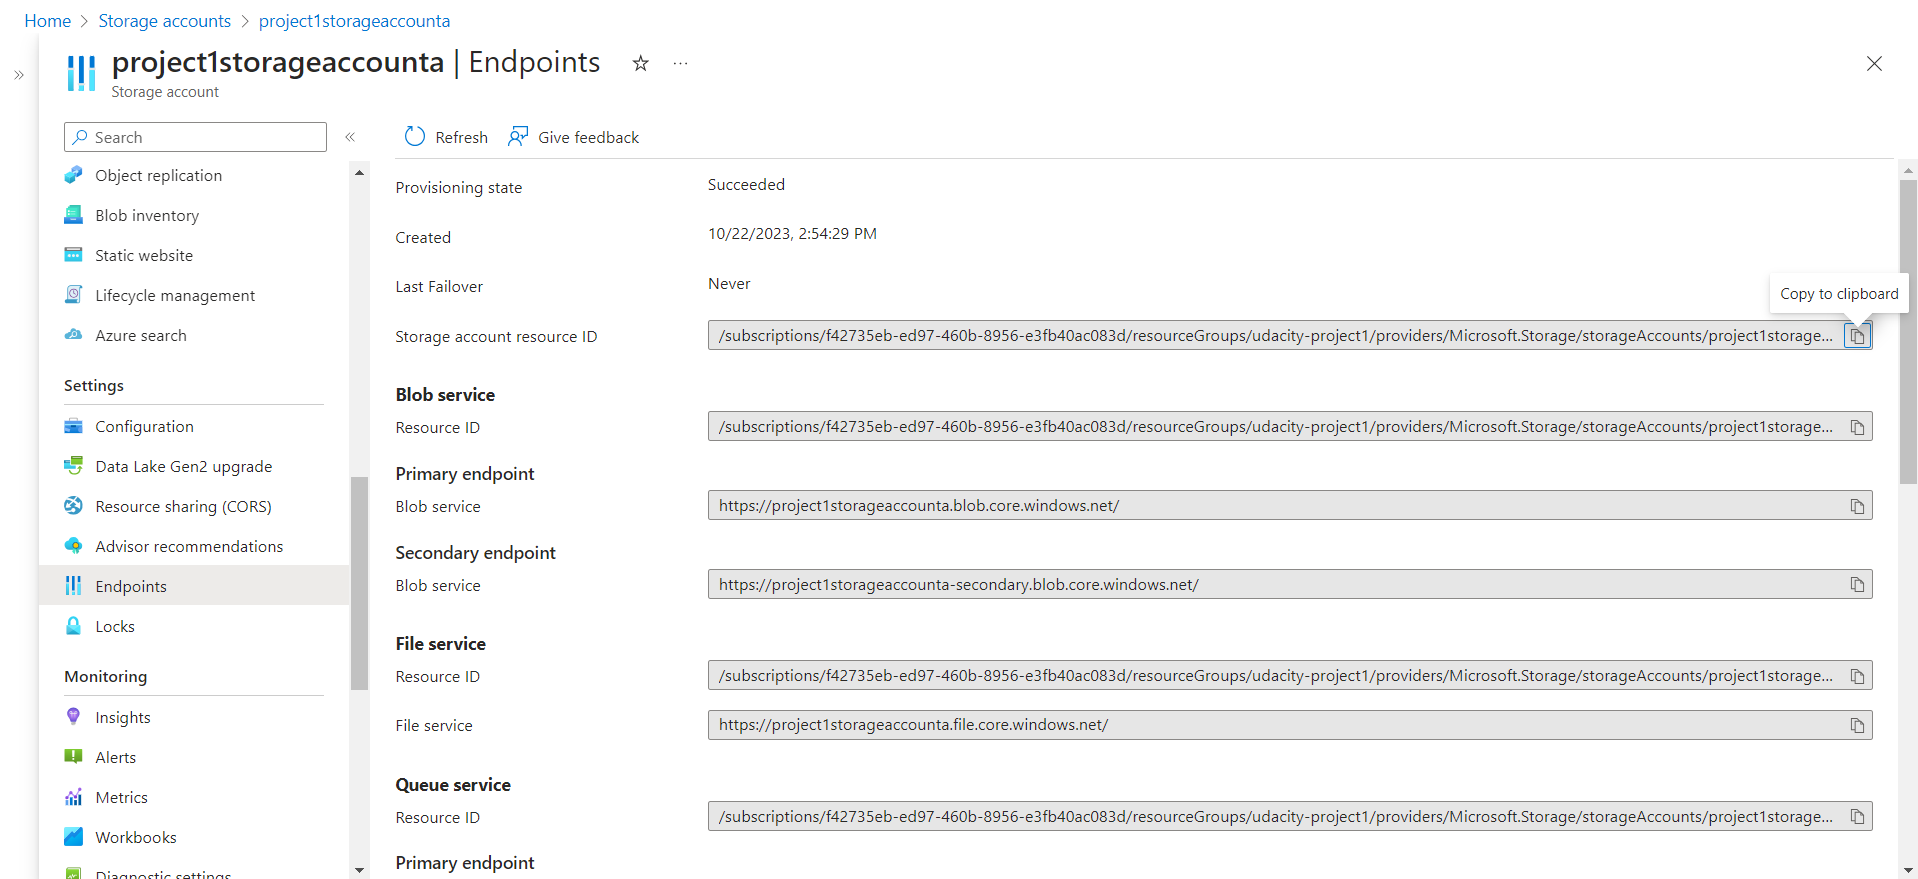 Home > Storage accounts > project1storageaccounta
project1storageaccounta | Endpoints
Storage account
Search
Object replication
Blob inventory
Static website
Lifecycle management
Azure search
Settings
Configuration
Data Lake Gen2 upgrade
Resource sharing (CORS)
Advisor recommendations
Endpoints
Locks
Monitoring
Insights
Alerts
Metrics
Workbooks
Diagnostic settings
Refresh Give feedback
Provisioning state Succeeded
Created 10/22/2023, 2:54:29 PM
Last Failover Never
Copy to clipboard
Storage account resource ID /subscriptions/f42735eb-ed97-460b-8956-e3fb40ac083d/resourceGroups/udacity-project1/providers/Microsoft.Storage/storageAccounts/project1storage...
Blob service
Resource ID /subscriptions/f42735eb-ed97-460b-8956-e3fb40ac083d/resourceGroups/udacity-project1/providers/Microsoft.Storage/storageAccounts/project1storage...
Primary endpoint
Blob service https://project1storageaccounta.blob.core.windows.net/
Secondary endpoint
Blob service https://project1storageaccounta-secondary.blob.core.windows.net/
File service
Resource ID /subscriptions/f42735eb-ed97-460b-8956-e3fb40ac083d/resourceGroups/udacity-project1/providers/Microsoft.Storage/storageAccounts/project1storage...
File service https://project1storageaccounta.file.core.windows.net/
Queue service
Resource ID /subscriptions/f42735eb-ed97-460b-8956-e3fb40ac083d/resourceGroups/udacity-project1/providers/Microsoft.Storage/storageAccounts/project1storage...
Primary endpoint